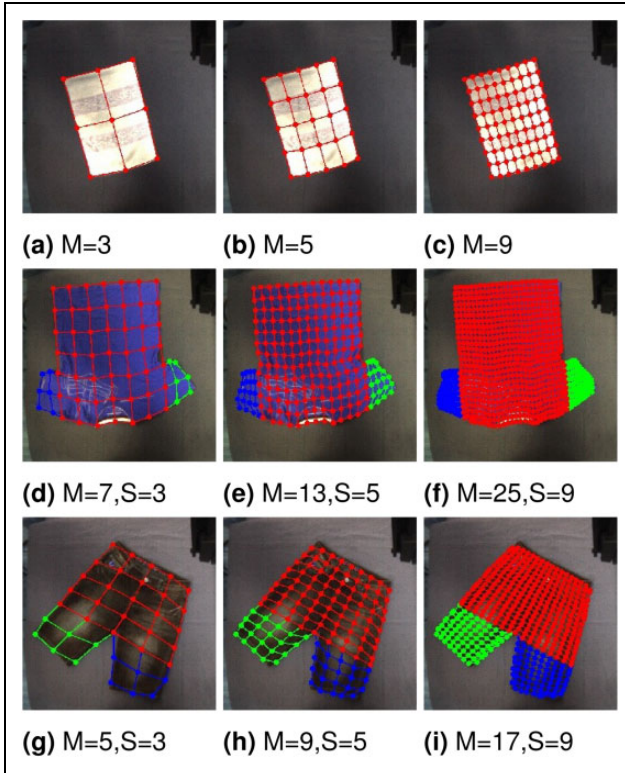 (a) M=3 (b) M=5 (c) M=9
(d) M=7,S=3 (e) M=13,S=5 (f) M=25,S=9
(g) M=5,S=3 (h) M=9,S=5 (i) M=17,S=9